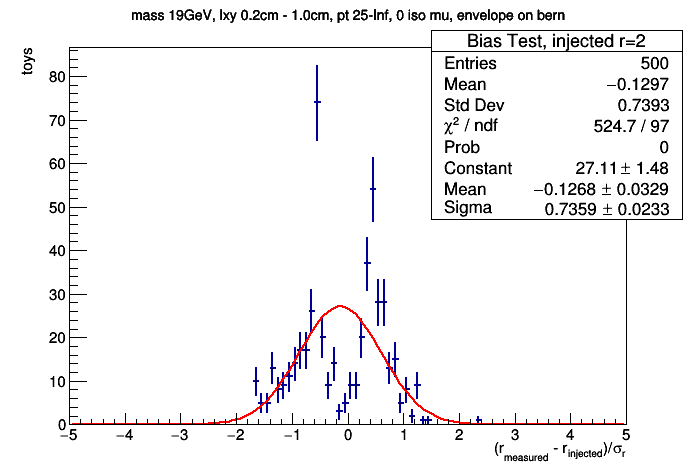 mass 19GeV, lxy 0.2cm - 1.0cm, pt 25-Inf, 0 iso mu, envelope on bern
Bias Test, injected r=2
Entries 500
Mean −0.1297
Std Dev 0.7393
χ² / ndf 524.7 / 97
Prob 0
Constant 27.11 ± 1.48
Mean −0.1268 ± 0.0329
Sigma 0.7359 ± 0.0233
toys
80
70
60
50
40
30
20
10
0
−5 −4 −3 −2 −1 0 1 2 3 4 5
(r_measured - r_injected)/σ_r